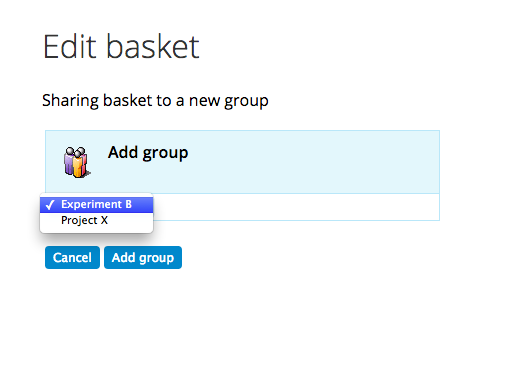 Edit basket
Sharing basket to a new group
Add group
✓ Experiment B
Project X
Cancel Add group